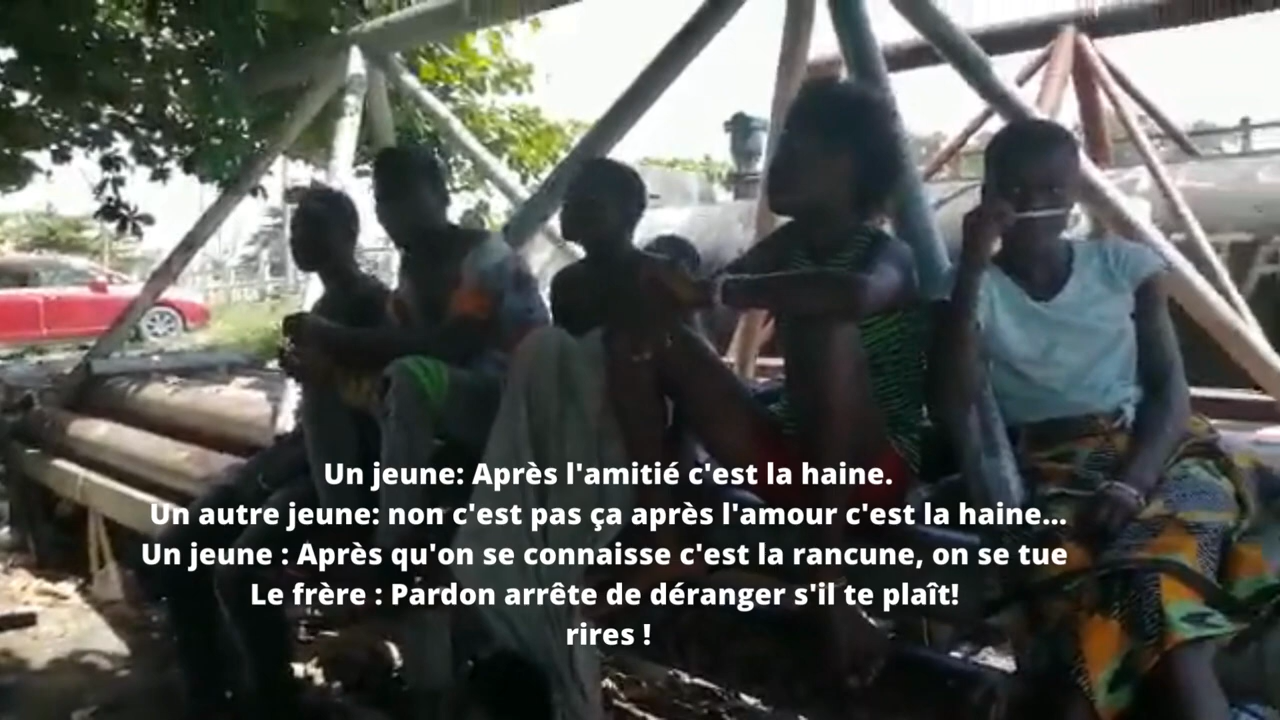 Un jeune: Après l'amitié c'est la haine.
Un autre jeune: non c'est pas ça après l'amour c'est la haine...
Un jeune : Après qu'on se connaisse c'est la rancune, on se tue
Le frère : Pardon arrête de déranger s'il te plaît!
rires !